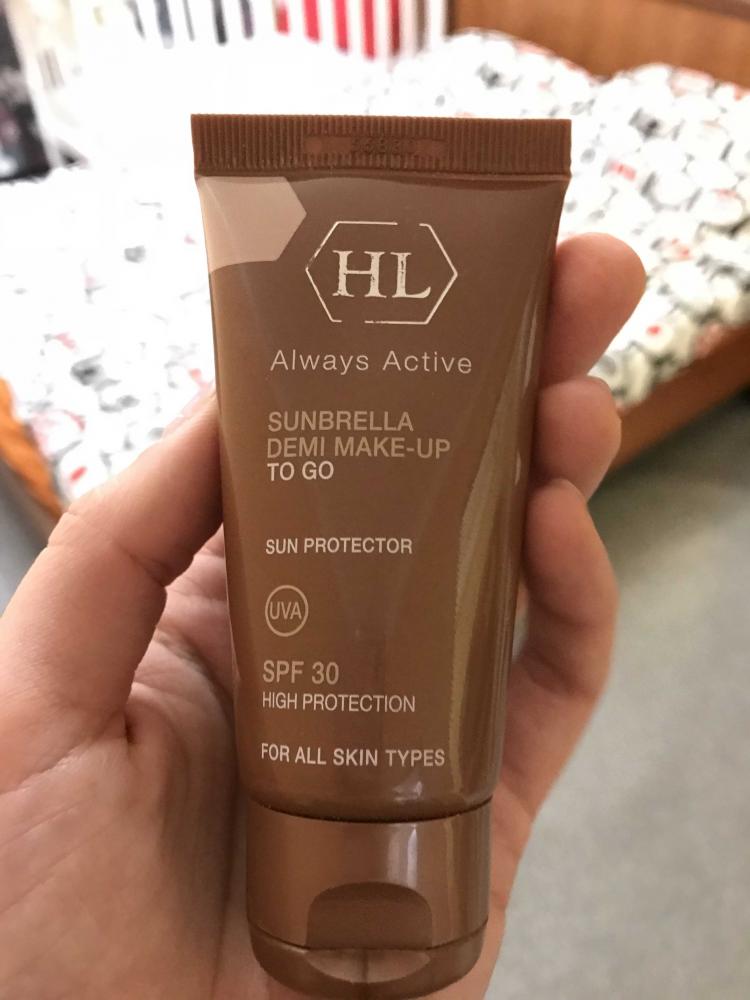 HL
Always Active
SUNBRELLA
DEMI MAKE-UP
TO GO
SUN PROTECTOR
UVA
SPF 30
HIGH PROTECTION
FOR ALL SKIN TYPES